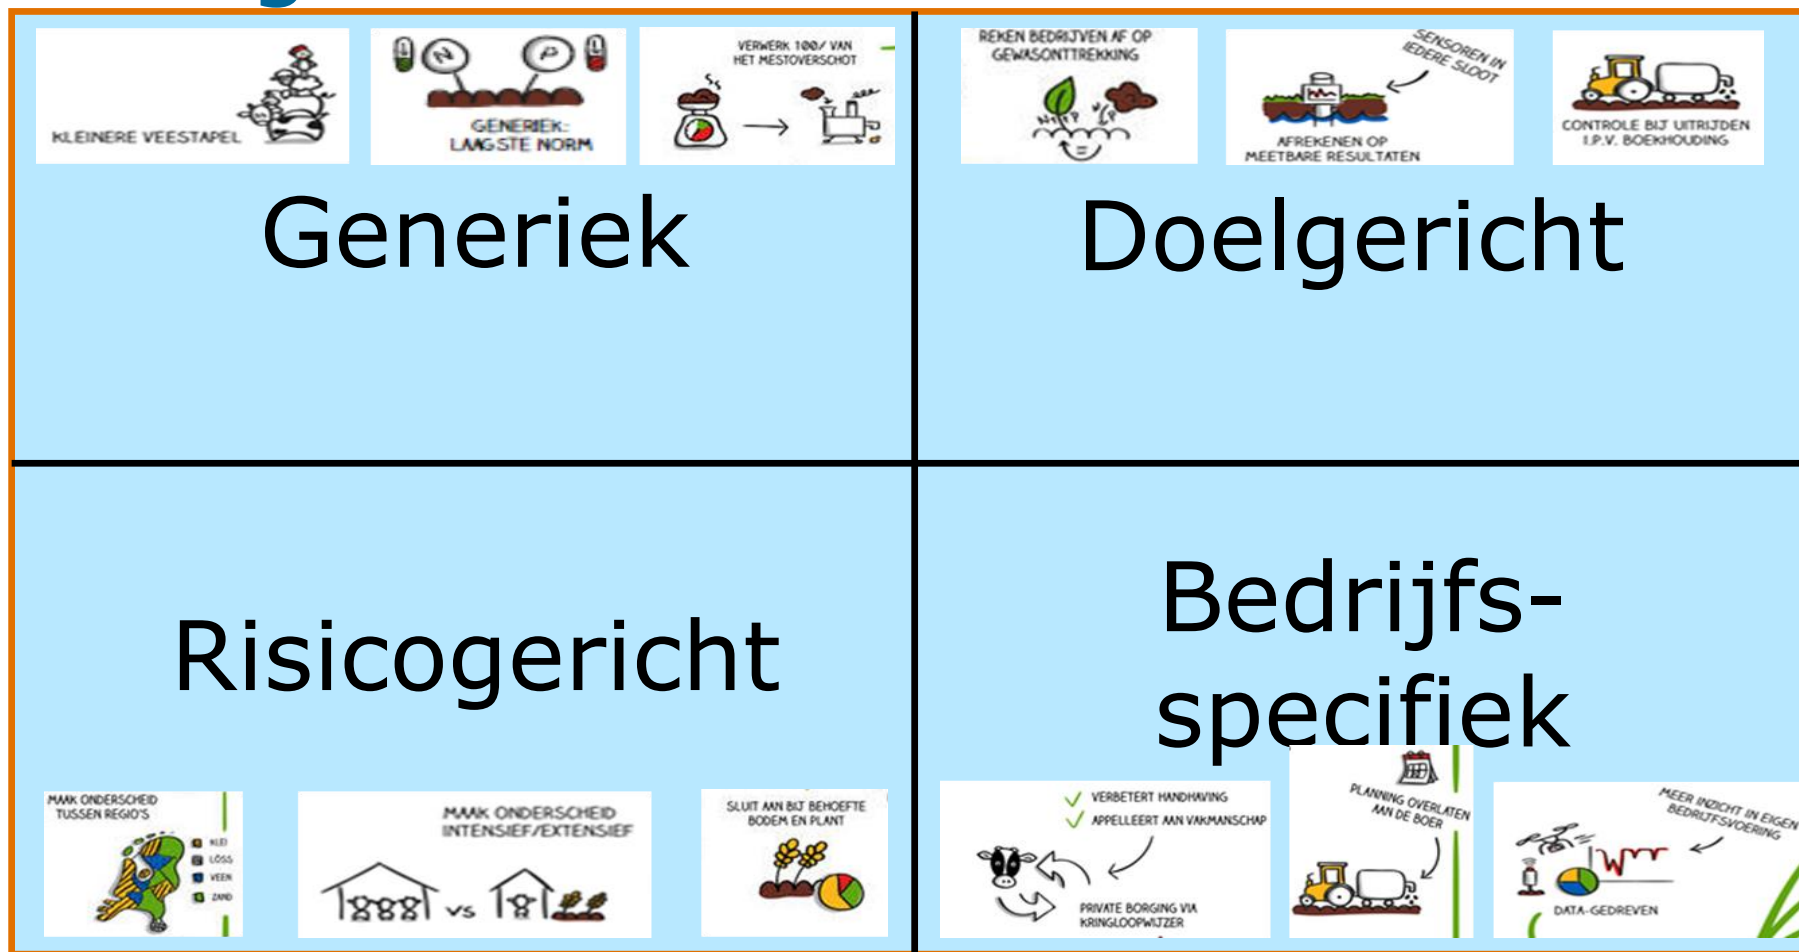 KLEINERE VEESTAPEL
N
P
GENERIEK:
LAAGSTE NORM
VERWERK 100% VAN
HET MESTOVERSCHOT
Generiek
REKEN BEDRIJVEN AF OP
GEWASONTTREKKING
N P
N/P
SENSOREN IN
IEDERE SLOOT
AFREKENEN OP
MEETBARE RESULTATEN
CONTROLE BIJ UITRIJDEN
I.P.V. BOEKHOUDING
Doelgericht
Risicogericht
MAAK ONDERSCHEID
TUSSEN REGIO'S
KLEI
LÖSS
VEEN
ZAND
MAAK ONDERSCHEID
INTENSIEF/EXTENSIEF
VS
SLUIT AAN BIJ BEHOEFTE
BODEM EN PLANT
Bedrijfs-
specifiek
VERBETERT HANDHAVING
APPELLEERT AAN VAKMANSCHAP
PRIVATE BORGING VIA
KRINGLOOPWIJZER
PLANNING OVERLATEN
AAN DE BOER
MEER INZICHT IN EIGEN
BEDRIJFSVOERING
DATA-GEDREVEN